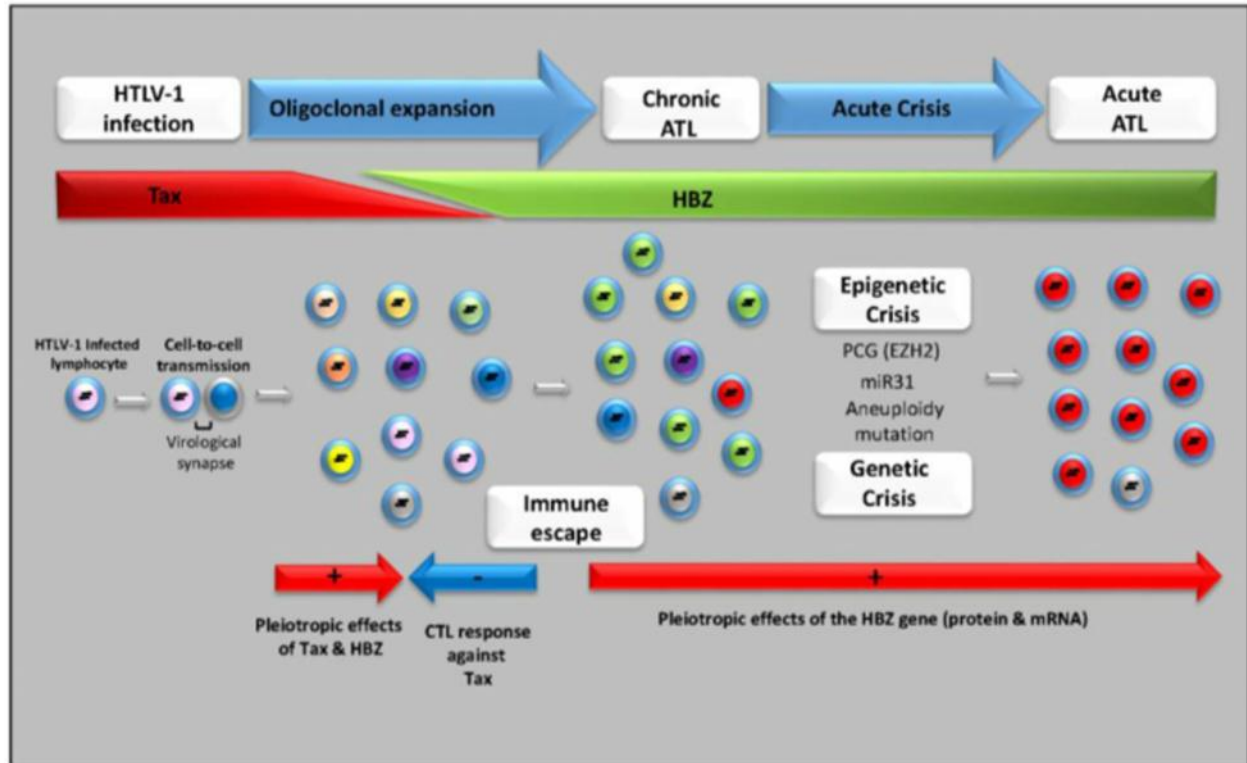 HTLV-1
infection
Oligoclonal expansion
Chronic
ATL
Acute Crisis
Acute
ATL
Tax
HBZ
HTLV-1 Infected
lymphocyte
Cell-to-cell
transmission
Virological
synapse
Epigenetic
Crisis
PCG (EZH2)
miR31
Aneuploidy
mutation
Genetic
Crisis
Immune
escape
+
-
+
Pleiotropic effects
of Tax & HBZ
CTL response
against
Tax
Pleiotropic effects of the HBZ gene (protein & mRNA)